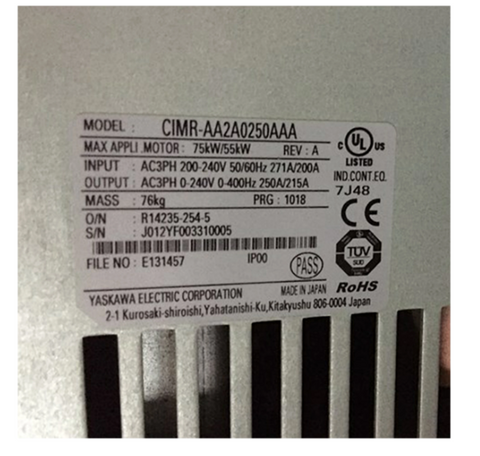 MODEL : CIMR-AA2A0250AAA
MAX APPLI.MOTOR : 75kW/55kW REV : A
INPUT : AC3PH 200-240V 50/60Hz 271A/200A
OUTPUT : AC3PH 0-240V 0-400Hz 250A/215A
MASS : 76kg PRG : 1018
O/N : R14235-254-5
S/N : J012YF003310005
FILE NO : E131457 IP00 PASS
YASKAWA ELECTRIC CORPORATION MADE IN JAPAN
2-1 Kurosaki-shiroishi,Yahatanishi-Ku,Kitakyushu 806-0004 Japan
C UL US
LISTED
IND.CONT.EQ.
7J48
CE
TÜV
SÜD
RoHS